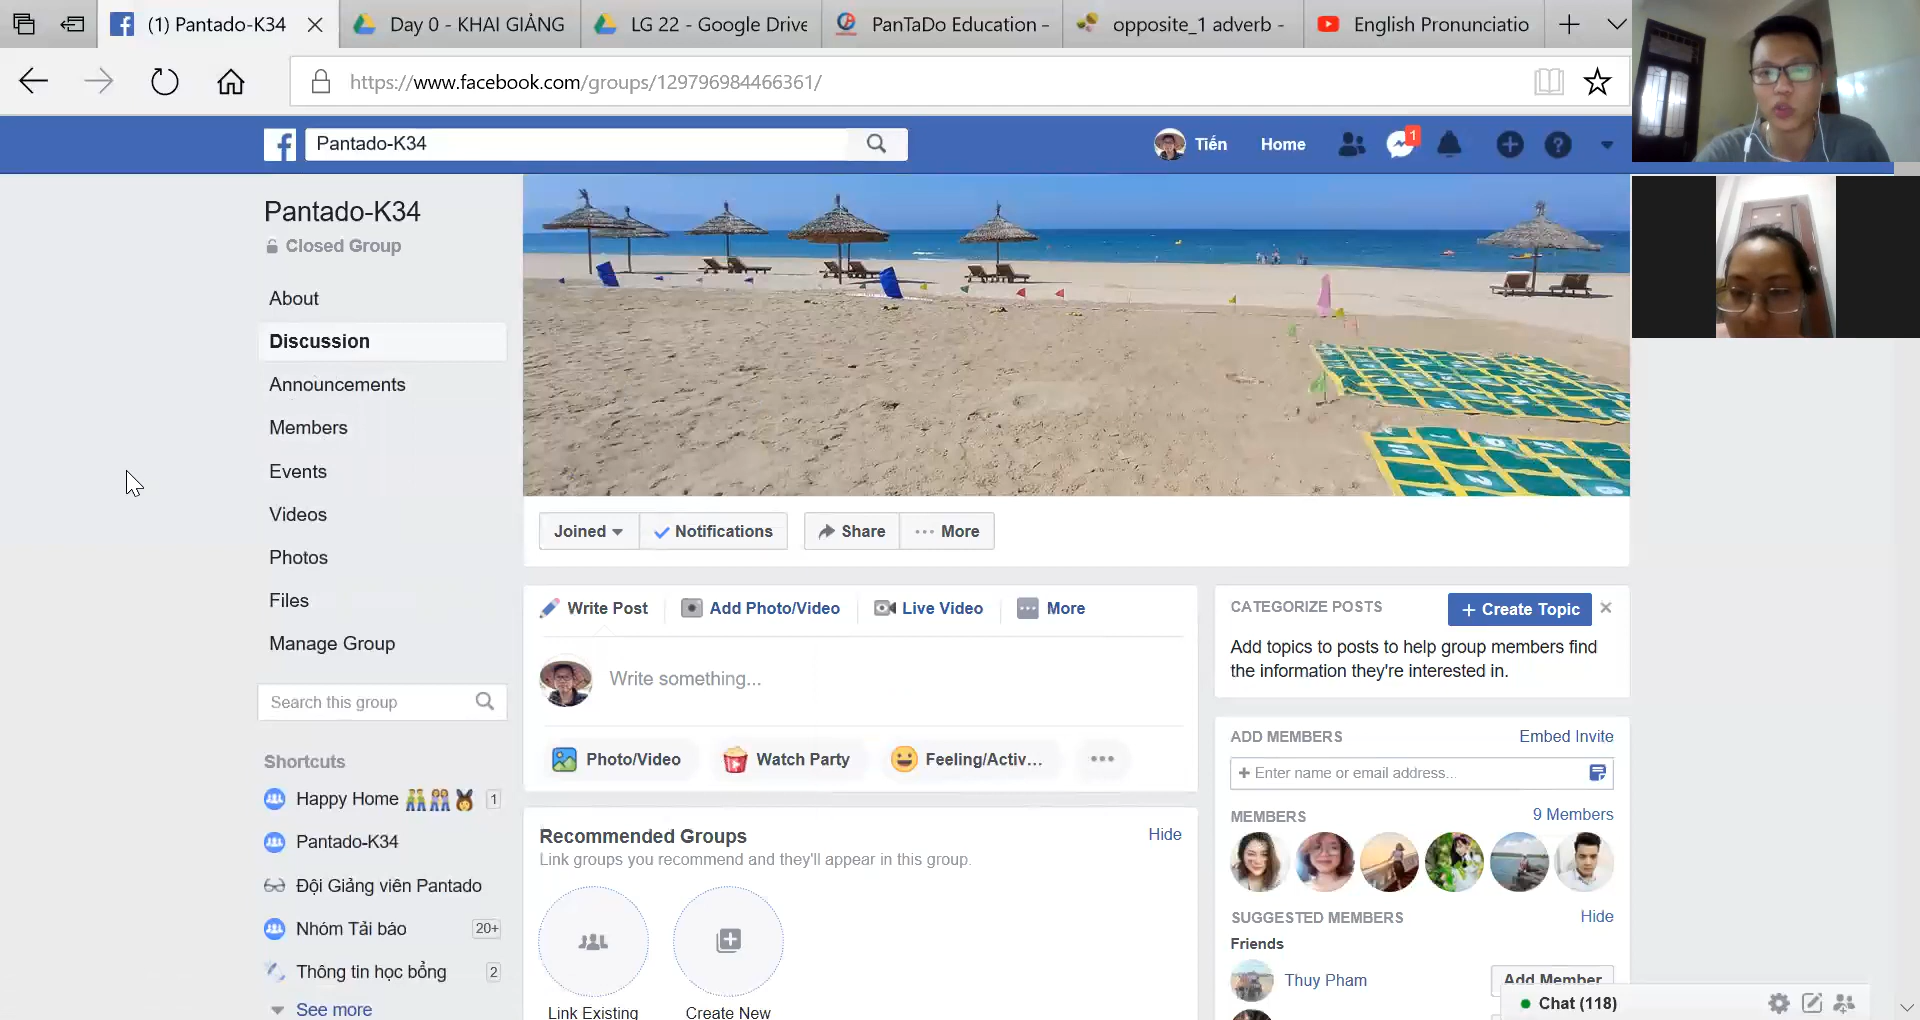 (1) Pantado-K34
Day 0 - KHAI GIẢNG
LG 22 - Google Drive
PanTaDo Education –
opposite_1 adverb -
English Pronunciatio
https://www.facebook.com/groups/129796984466361/
Pantado-K34
Tiến
Home
1
Pantado-K34
Closed Group
About
Discussion
Announcements
Members
Events
Videos
Photos
Files
Manage Group
Search this group
Shortcuts
Happy Home 1
Pantado-K34
Đội Giảng viên Pantado
Nhóm Tải báo 20+
Thông tin học bổng 2
See more
Joined
Notifications
Share
More
Write Post
Add Photo/Video
Live Video
More
Write something...
Photo/Video
Watch Party
Feeling/Activ...
Recommended Groups
Hide
Link groups you recommend and they'll appear in this group.
Link Existing
Create New
CATEGORIZE POSTS
+ Create Topic
Add topics to posts to help group members find
the information they're interested in.
ADD MEMBERS
Embed Invite
+ Enter name or email address...
MEMBERS
9 Members
SUGGESTED MEMBERS
Hide
Friends
Thuy Pham
Add Member
Chat (118)